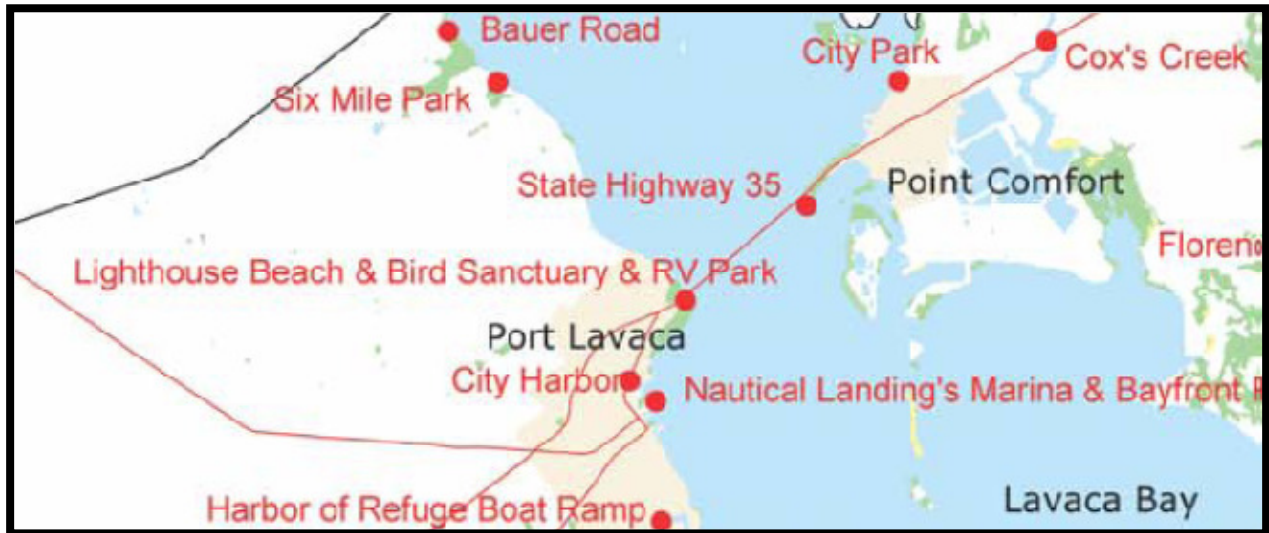 Bauer Road
City Park
Cox's Creek
Six Mile Park
State Highway 35
Point Comfort
Lighthouse Beach & Bird Sanctuary & RV Park
Port Lavaca
City Harbor
Nautical Landing's Marina & Bayfront
Lavaca Bay
Harbor of Refuge Boat Ramp